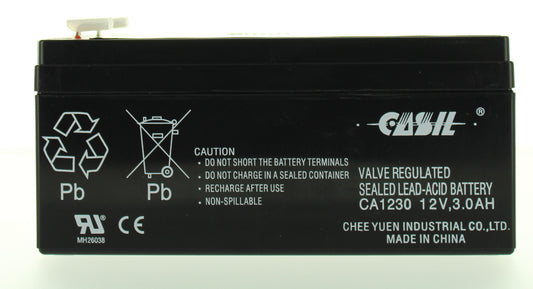 CASIL ®
CAUTION
• DO NOT SHORT THE BATTERY TERMINALS
• DO NOT CHARGE IN A SEALED CONTAINER
• RECHARGE AFTER USE
• NON-SPILLABLE
Pb
Pb
VALVE REGULATED
SEALED LEAD-ACID BATTERY
CA1230 12V,3.0AH
CHEE YUEN INDUSTRIAL CO.,LTD.
MADE IN CHINA
RU ® CE
MH26038